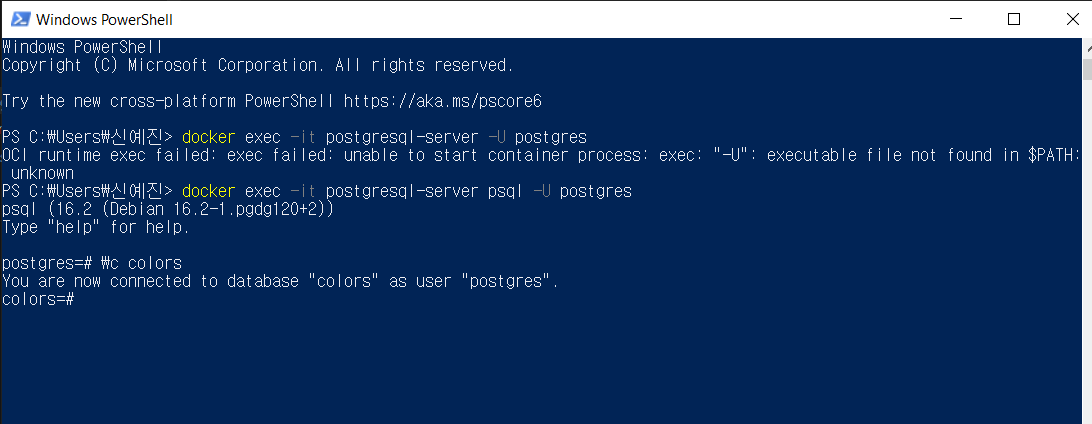 Windows PowerShell
Windows PowerShell
Copyright (C) Microsoft Corporation. All rights reserved.
Try the new cross-platform PowerShell https://aka.ms/pscore6
PS C:₩Users₩신예진> docker exec -it postgresql-server -U postgres
OCI runtime exec failed: exec failed: unable to start container process: exec: "-U": executable file not found in $PATH:
 unknown
PS C:₩Users₩신예진> docker exec -it postgresql-server psql -U postgres
psql (16.2 (Debian 16.2-1.pgdg120+2))
Type "help" for help.
postgres=# ₩c colors
You are now connected to database "colors" as user "postgres".
colors=#